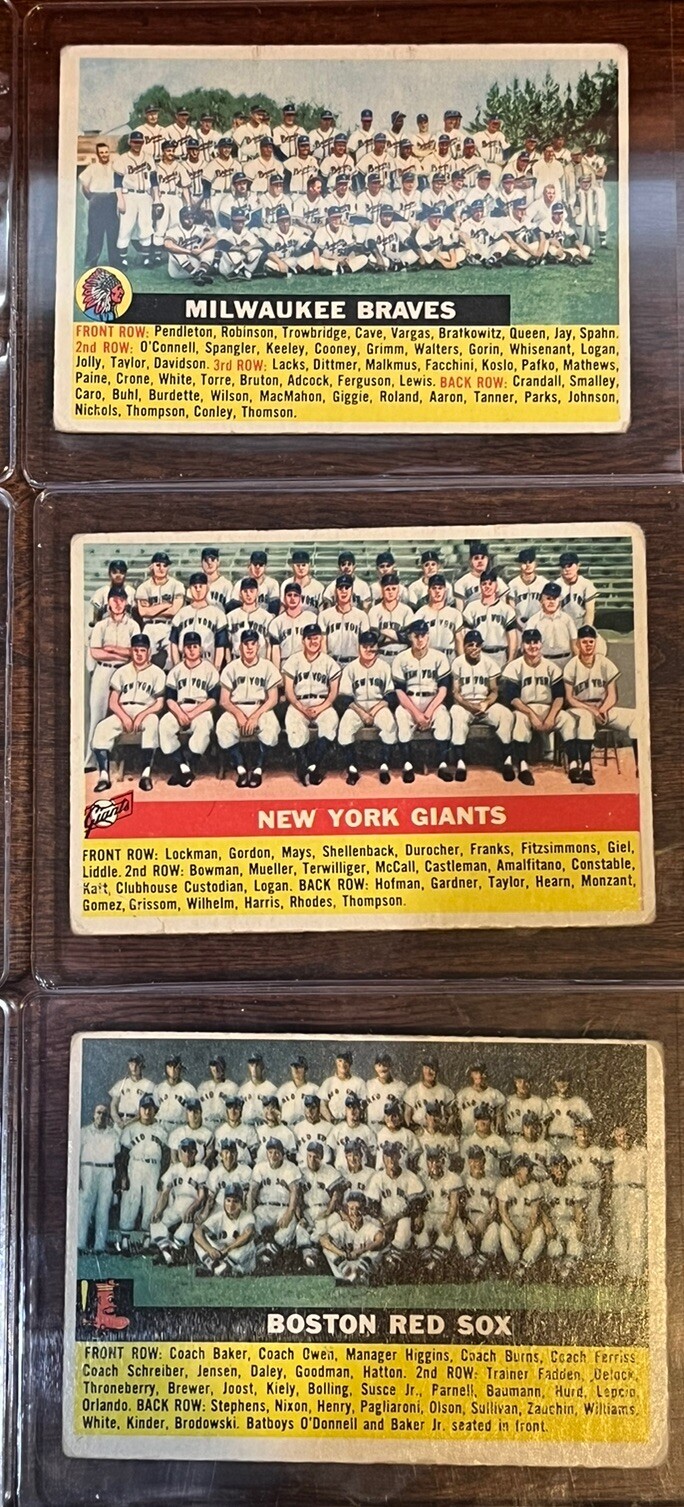 MILWAUKEE BRAVES
FRONT ROW: Pendleton, Robinson, Trowbridge, Cave, Vargas, Bratkowitz, Queen, Jay, Spahn.
2nd ROW: O'Connell, Spangler, Keeley, Cooney, Grimm, Walters, Gorin, Whisenant, Logan,
Jolly, Taylor, Davidson. 3rd ROW: Lacks, Dittmer, Malkmus, Facchini, Koslo, Pafko, Mathews,
Paine, Crone, White, Torre, Bruton, Adcock, Ferguson, Lewis. BACK ROW: Crandall, Smalley,
Caro, Buhl, Burdette, Wilson, MacMahon, Giggie, Roland, Aaron, Tanner, Parks, Johnson,
Nichols, Thompson, Conley, Thomson.
Giants
NEW YORK GIANTS
FRONT ROW: Lockman, Gordon, Mays, Shellenback, Durocher, Franks, Fitzsimmons, Giel,
Liddle. 2nd ROW: Bowman, Mueller, Terwilliger, McCall, Castleman, Amalfitano, Constable,
Katt, Clubhouse Custodian, Logan. BACK ROW: Hofman, Gardner, Taylor, Hearn, Monzant,
Gomez, Grissom, Wilhelm, Harris, Rhodes, Thompson.
BOSTON RED SOX
FRONT ROW: Coach Baker, Coach Owen, Manager Higgins, Coach Burns, Coach Ferriss
Coach Schreiber, Jensen, Daley, Goodman, Hatton. 2nd ROW: Trainer Fadden, Delock,
Throneberry, Brewer, Joost, Kiely, Bolling, Susce Jr., Parnell, Baumann, Hurd, Lepcio,
Orlando. BACK ROW: Stephens, Nixon, Henry, Pagliaroni, Olson, Sullivan, Zauchin, Williams,
White, Kinder, Brodowski. Batboys O'Donnell and Baker Jr. seated in front.